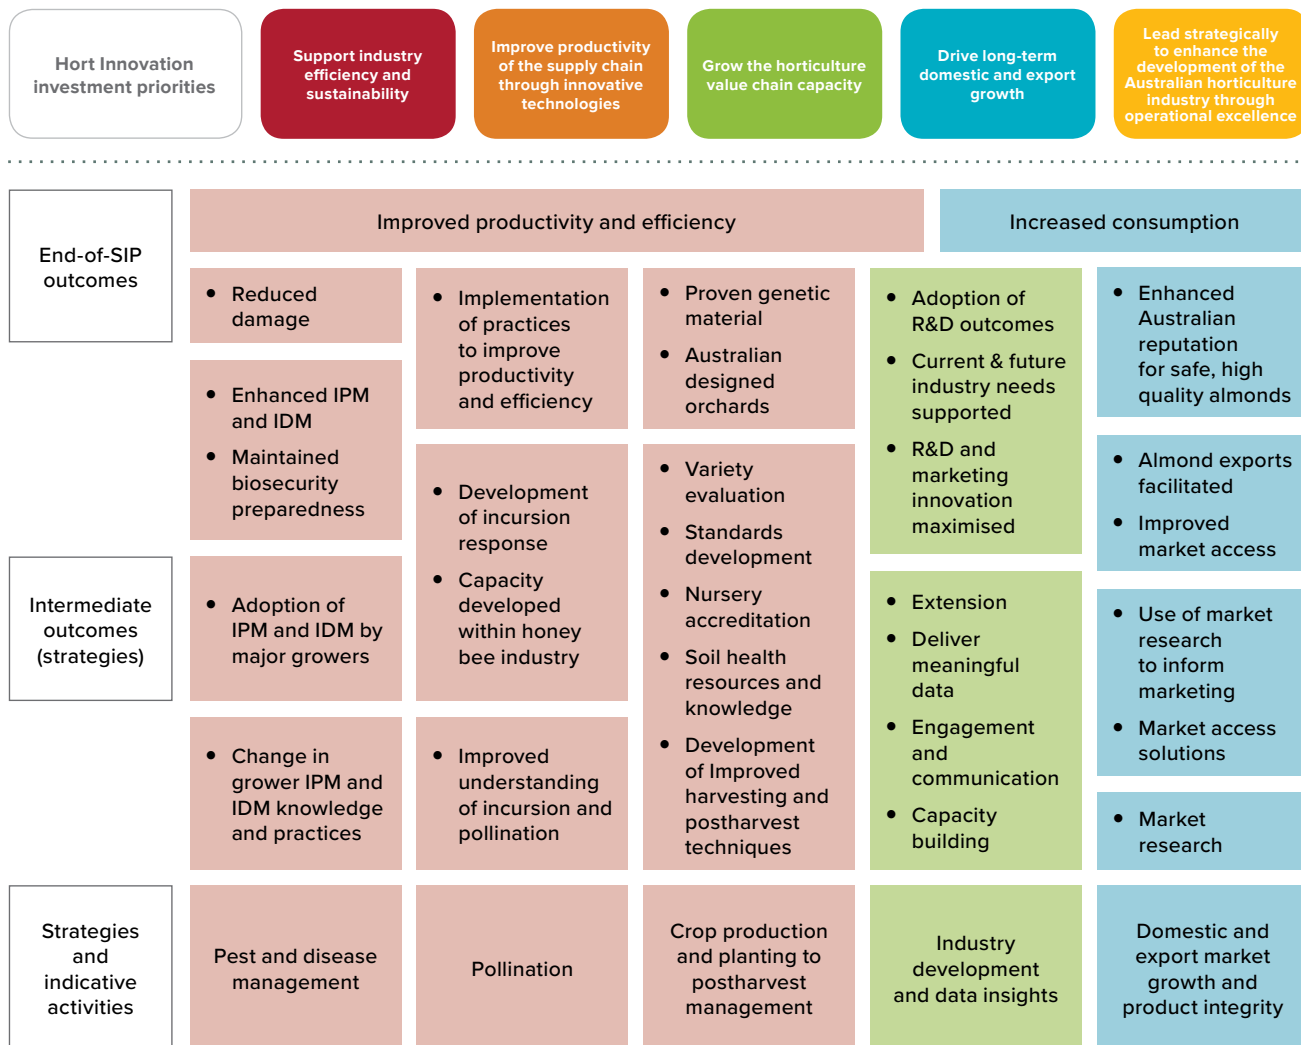 Hort Innovation
investment priorities
Support industry
efficiency and
sustainability
Improve productivity
of the supply chain
through innovative
technologies
Grow the horticulture
value chain capacity
Drive long-term
domestic and export
growth
Lead strategically
to enhance the
development of the
Australian horticulture
industry through
operational excellence
End-of-SIP
outcomes
Improved productivity and efficiency
Increased consumption
• Reduced
damage
• Enhanced IPM
and IDM
• Maintained
biosecurity
preparedness
• Adoption of
IPM and IDM by
major growers
• Change in
grower IPM and
IDM knowledge
and practices
• Implementation
of practices
to improve
productivity
and efficiency
• Development
of incursion
response
• Capacity
developed
within honey
bee industry
• Improved
understanding
of incursion and
pollination
• Proven genetic
material
• Australian
designed
orchards
• Variety
evaluation
• Standards
development
• Nursery
accreditation
• Soil health
resources and
knowledge
• Development
of Improved
harvesting and
postharvest
techniques
• Adoption of
R&D outcomes
• Current & future
industry needs
supported
• R&D and
marketing
innovation
maximised
• Extension
• Deliver
meaningful
data
• Engagement
and
communication
• Capacity
building
• Enhanced
Australian
reputation
for safe, high
quality almonds
• Almond exports
facilitated
• Improved
market access
• Use of market
research
to inform
marketing
• Market access
solutions
• Market
research
Intermediate
outcomes
(strategies)
Strategies
and
indicative
activities
Pest and disease
management
Pollination
Crop production
and planting to
postharvest
management
Industry
development
and data insights
Domestic and
export market
growth and
product integrity